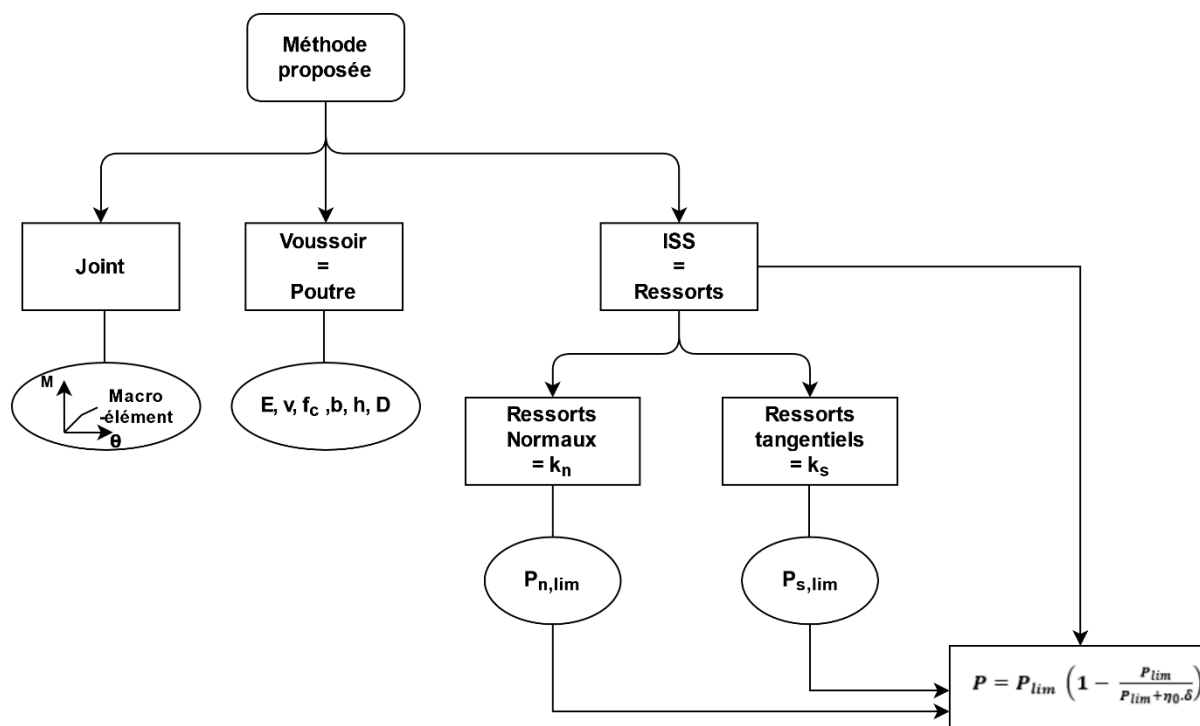 Méthode
proposée
Joint
Voussoir
=
Poutre
ISS
=
Ressorts
M
Macro
-élément
θ
E, v, f_c ,b, h, D
Ressorts
Normaux
= k_n
Ressorts
tangentiels
= k_s
P_n,lim
P_s,lim
P = P_lim (1 − P_lim / (P_lim + η_0.δ))